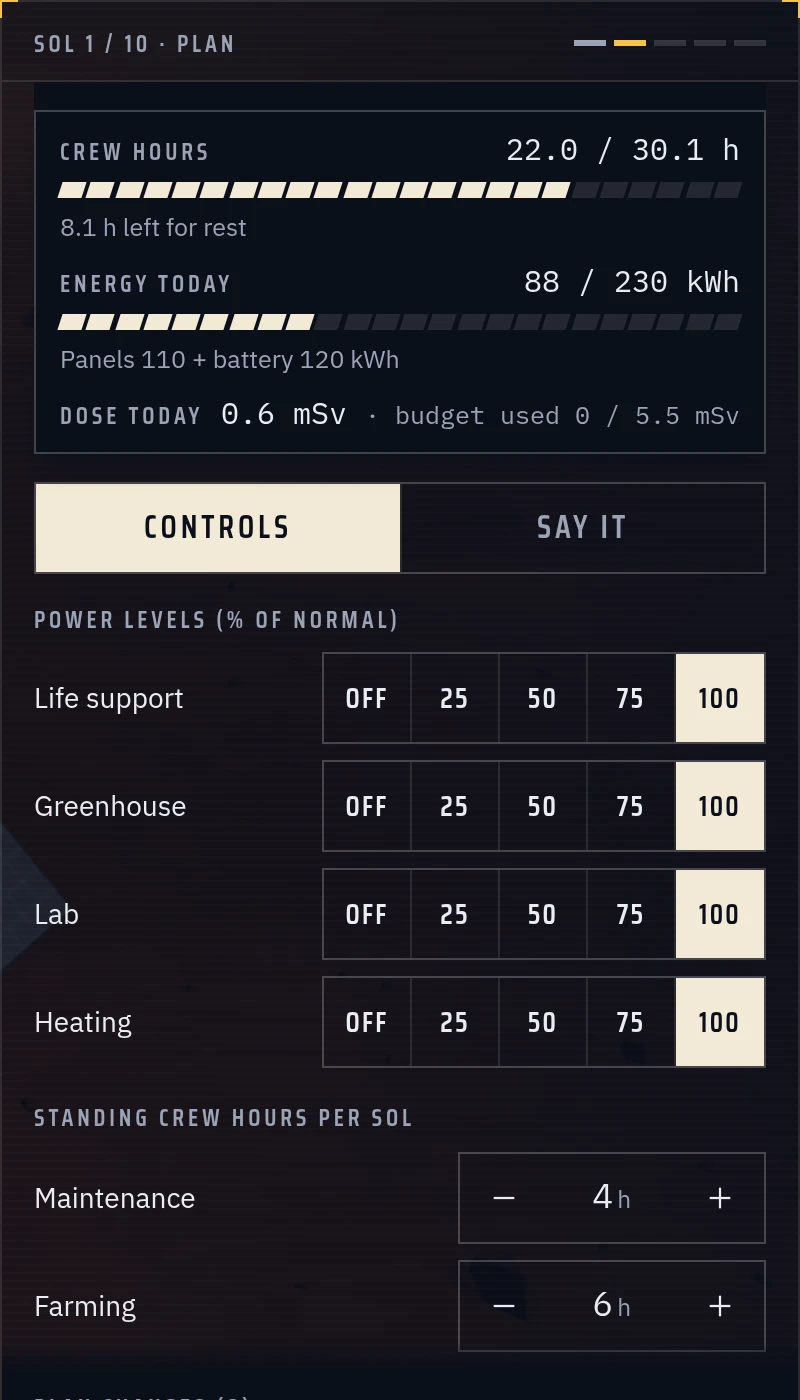 SOL 1 / 10 · PLAN
CREW HOURS 22.0 / 30.1 h
8.1 h left for rest
ENERGY TODAY 88 / 230 kWh
Panels 110 + battery 120 kWh
DOSE TODAY 0.6 mSv · budget used 0 / 5.5 mSv
CONTROLS SAY IT
POWER LEVELS (% OF NORMAL)
Life support OFF 25 50 75 100
Greenhouse OFF 25 50 75 100
Lab OFF 25 50 75 100
Heating OFF 25 50 75 100
STANDING CREW HOURS PER SOL
Maintenance − 4 h +
Farming − 6 h +